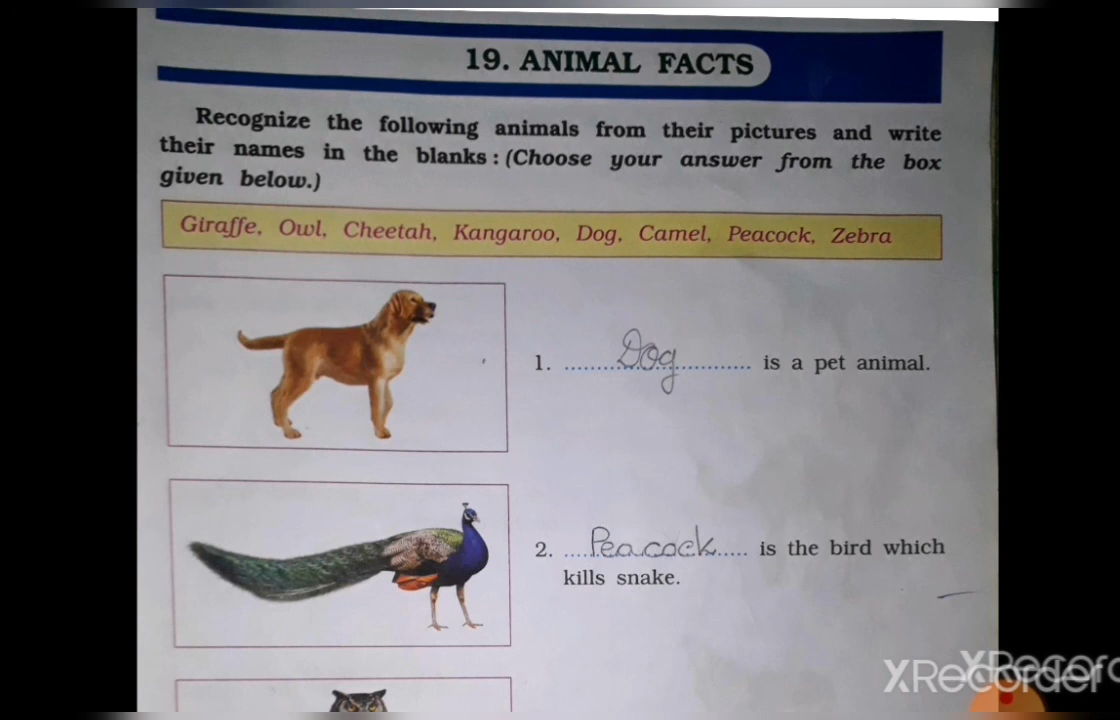 19. ANIMAL FACTS
Recognize the following animals from their pictures and write
their names in the blanks : (Choose your answer from the box
given below.)
Giraffe, Owl, Cheetah, Kangaroo, Dog, Camel, Peacock, Zebra
1. .......Dog.......... is a pet animal.
2. ....Peacock..... is the bird which
kills snake.
XRecorder
XRecorder